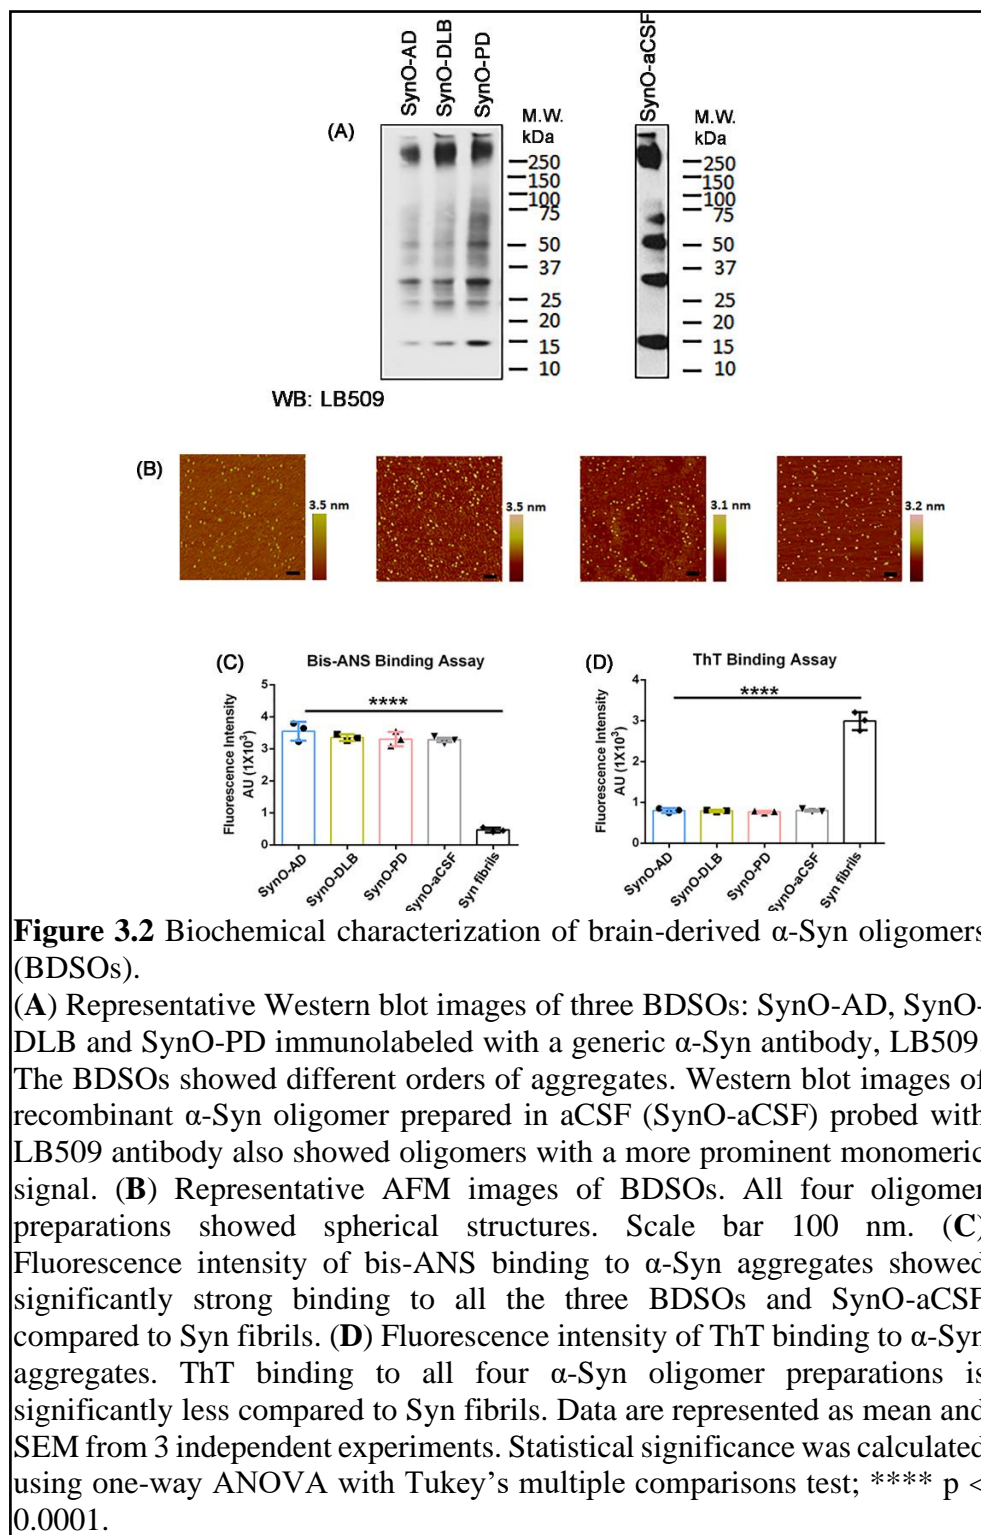 SynO-AD
SynO-DLB
SynO-PD
SynO-aCSF
(A)
M.W.
kDa
250
150
100
75
50
37
25
20
15
10
M.W.
kDa
250
150
100
75
50
37
25
20
15
10
WB: LB509
(B)
3.5 nm
3.5 nm
3.1 nm
3.2 nm
(C)
Bis-ANS Binding Assay
Fluorescence Intensity
AU (1X10³)
5
4
3
2
1
0
****
SynO-AD
SynO-DLB
SynO-PD
SynO-aCSF
Syn fibrils
(D)
ThT Binding Assay
Fluorescence Intensity
AU (1X10³)
4
3
2
1
0
****
SynO-AD
SynO-DLB
SynO-PD
SynO-aCSF
Syn fibrils
Figure 3.2 Biochemical characterization of brain-derived α-Syn oligomers
(BDSOs).
(A) Representative Western blot images of three BDSOs: SynO-AD, SynO-
DLB and SynO-PD immunolabeled with a generic α-Syn antibody, LB509.
The BDSOs showed different orders of aggregates. Western blot images of
recombinant α-Syn oligomer prepared in aCSF (SynO-aCSF) probed with
LB509 antibody also showed oligomers with a more prominent monomeric
signal. (B) Representative AFM images of BDSOs. All four oligomer
preparations showed spherical structures. Scale bar 100 nm. (C)
Fluorescence intensity of bis-ANS binding to α-Syn aggregates showed
significantly strong binding to all the three BDSOs and SynO-aCSF
compared to Syn fibrils. (D) Fluorescence intensity of ThT binding to α-Syn
aggregates. ThT binding to all four α-Syn oligomer preparations is
significantly less compared to Syn fibrils. Data are represented as mean and
SEM from 3 independent experiments. Statistical significance was calculated
using one-way ANOVA with Tukey's multiple comparisons test; **** p <
0.0001.